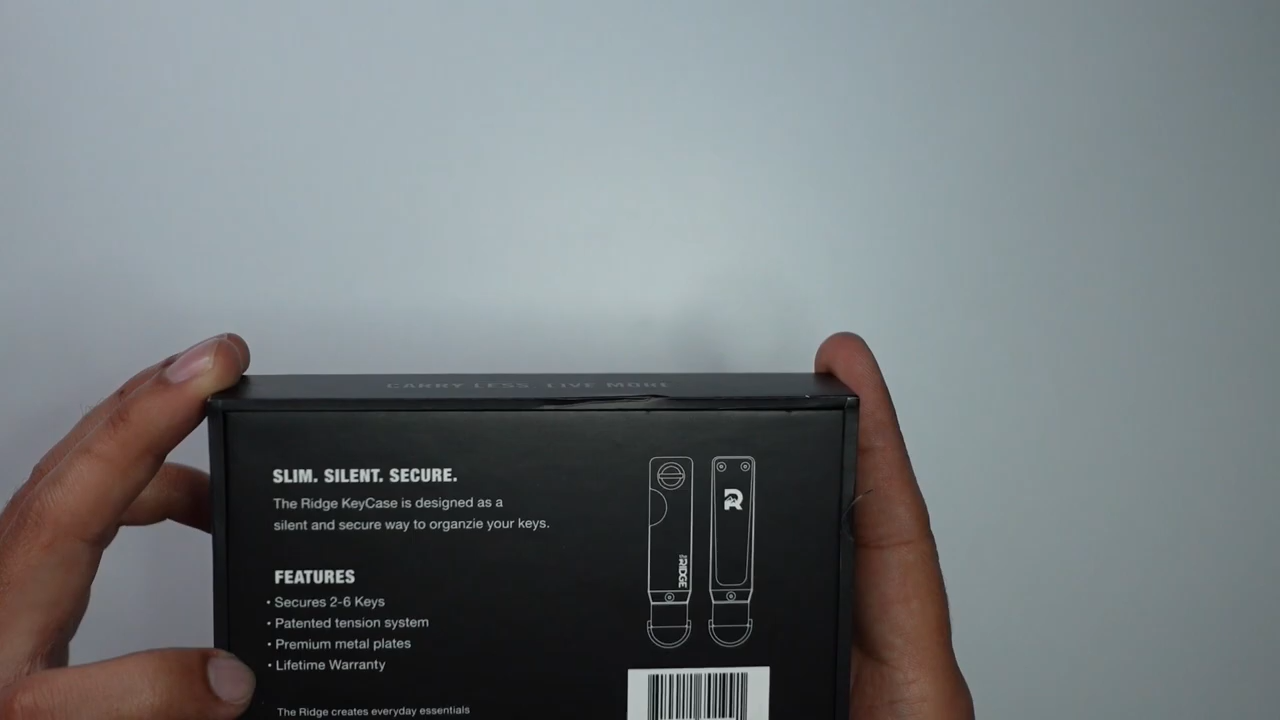 CARRY LESS LIVE MORE
SLIM. SILENT. SECURE.
The Ridge KeyCase is designed as a
silent and secure way to organzie your keys.
FEATURES
• Secures 2-6 Keys
• Patented tension system
• Premium metal plates
• Lifetime Warranty
The Ridge creates everyday essentials
R
THE RIDGE